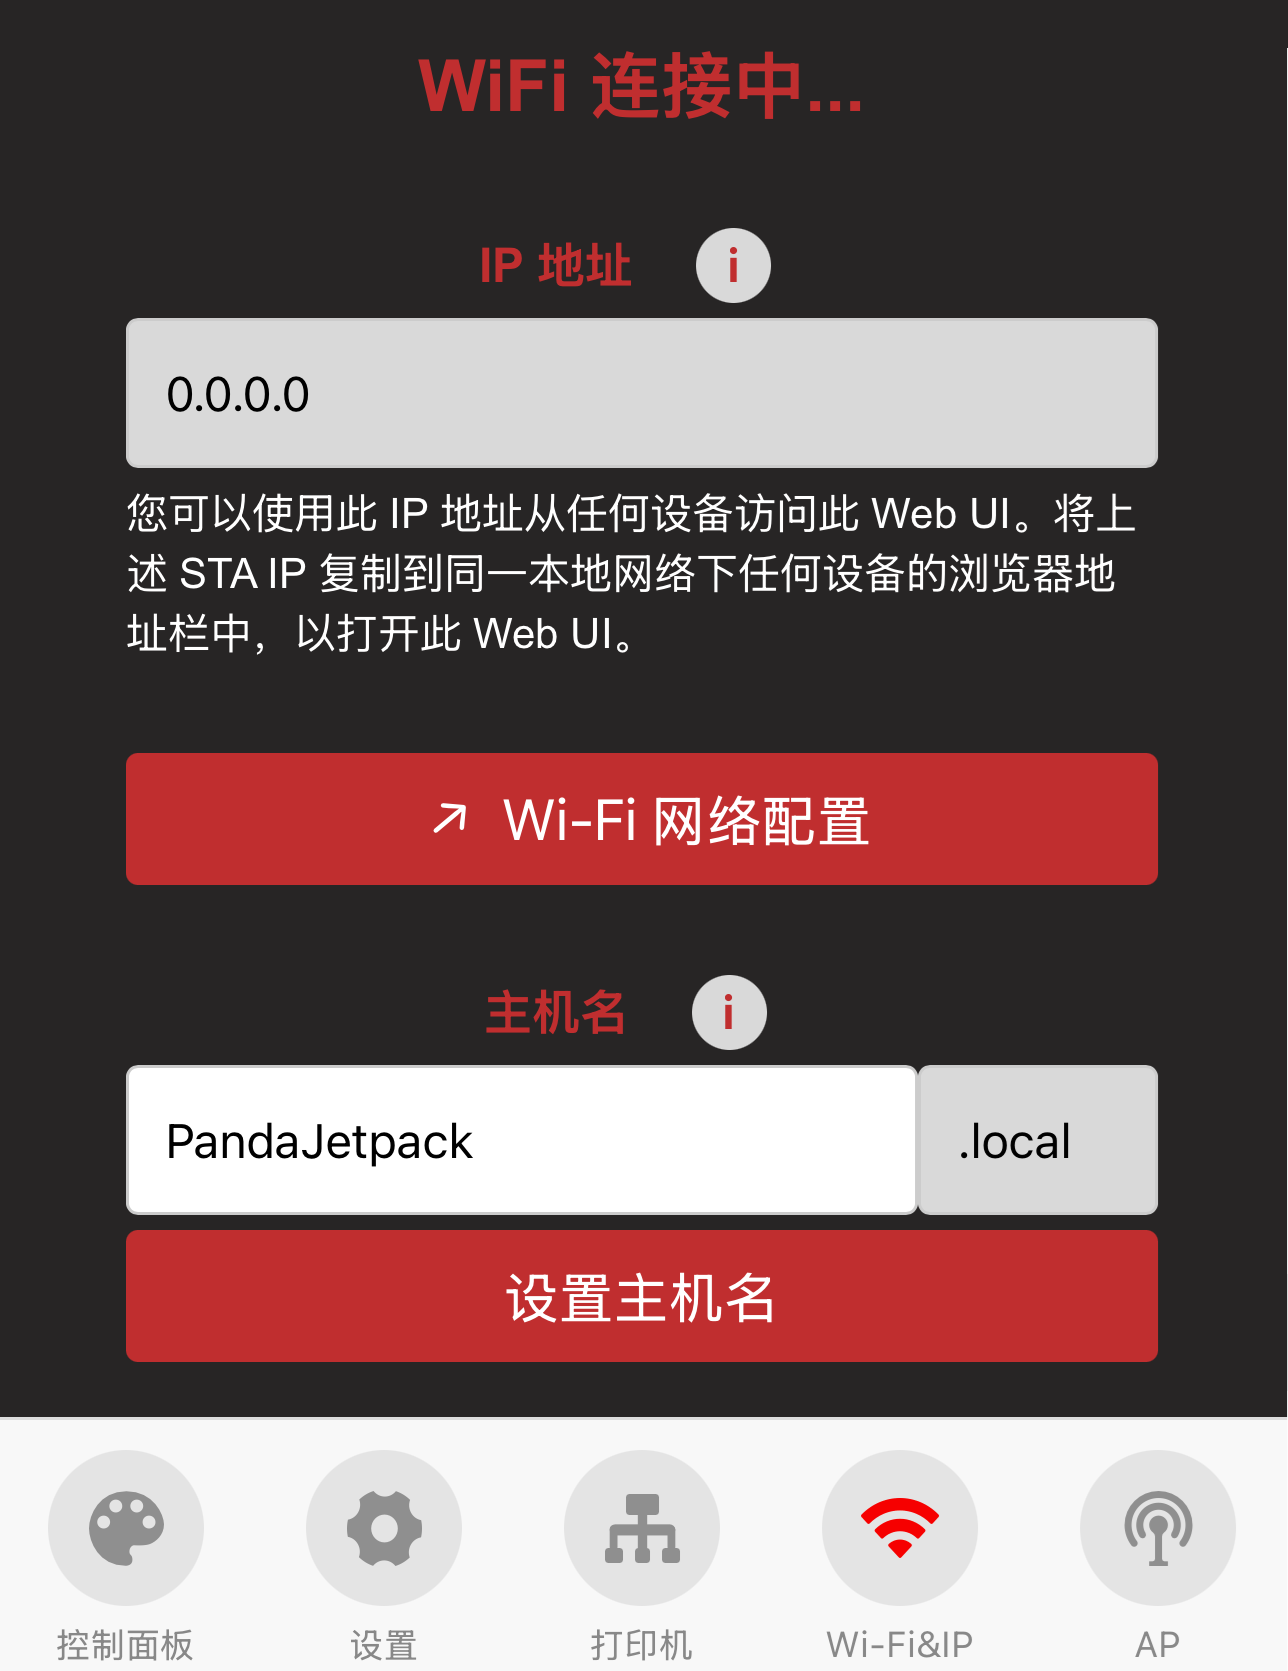 WiFi 连接中...
IP 地址 i
0.0.0.0
您可以使用此 IP 地址从任何设备访问此 Web UI。将上
述 STA IP 复制到同一本地网络下任何设备的浏览器地
址栏中，以打开此 Web UI。
↗ Wi-Fi 网络配置
主机名 i
PandaJetpack .local
设置主机名
控制面板 设置 打印机 Wi-Fi&IP AP